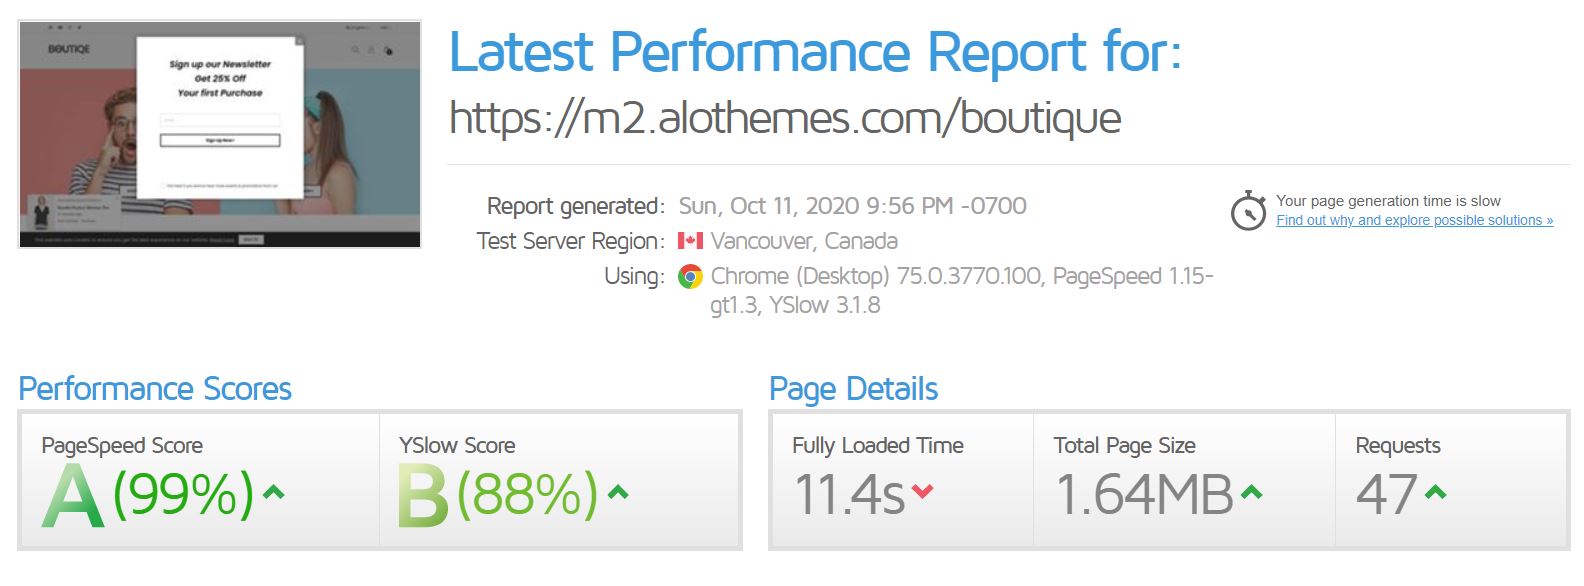 BOUTIQE
Sign up our Newsletter
Get 25% Off
Your first Purchase
Sign Up Now!
Latest Performance Report for:
https://m2.alothemes.com/boutique
Report generated: Sun, Oct 11, 2020 9:56 PM -0700
Test Server Region: Vancouver, Canada
Using: Chrome (Desktop) 75.0.3770.100, PageSpeed 1.15-
gt1.3, YSlow 3.1.8
Your page generation time is slow
Find out why and explore possible solutions »
Performance Scores
PageSpeed Score
A (99%)
YSlow Score
B (88%)
Page Details
Fully Loaded Time
11.4s
Total Page Size
1.64MB
Requests
47